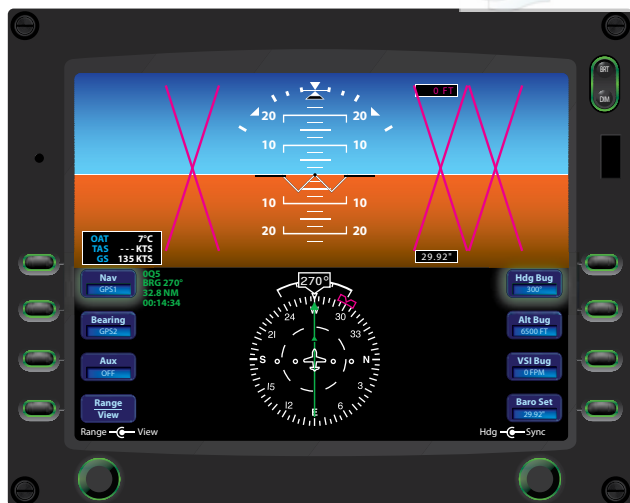 BRT
DIM
0 FT
20 20
10 10
10 10
20 20
OAT 7°C
TAS - - - KTS
GS 135 KTS
29.92"
Nav
GPS1
0Q5
BRG 270°
32.8 NM
00:14:34
270°
Hdg Bug
300°
Bearing
GPS2
Alt Bug
6500 FT
Aux
OFF
VSI Bug
0 FPM
Range
View
Baro Set
29.92"
24 W 30
21 33
S N
15 3
12 E 6
Range View
Hdg Sync